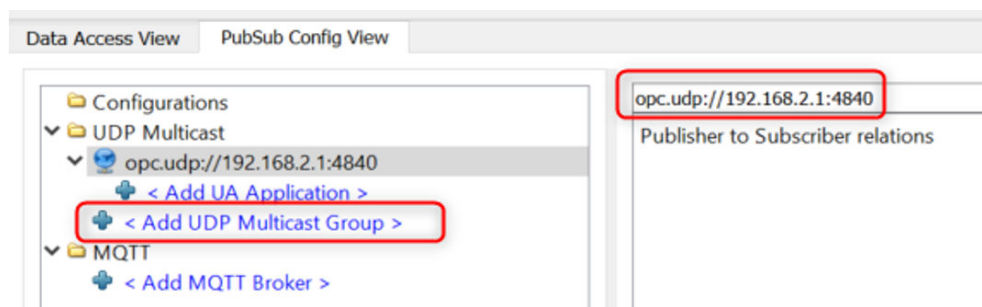 Data Access View
PubSub Config View
Configurations
UDP Multicast
opc.udp://192.168.2.1:4840
< Add UA Application >
< Add UDP Multicast Group >
MQTT
< Add MQTT Broker >
opc.udp://192.168.2.1:4840
Publisher to Subscriber relations